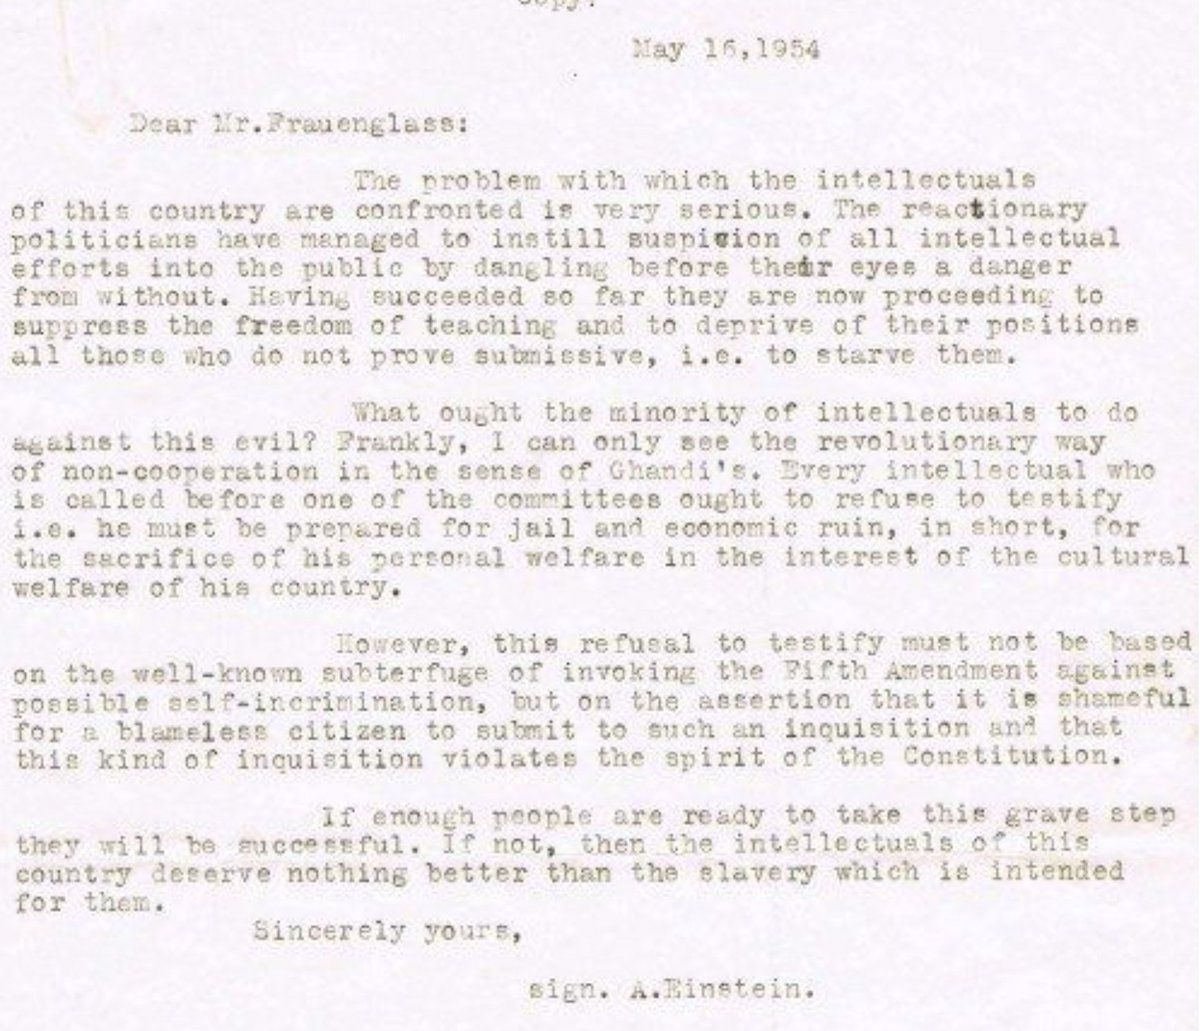 Copy.
May 16,1954
Dear Mr.Frauenglass:
The problem with which the intellectuals
of this country are confronted is very serious. The reactionary
politicians have managed to instill suspicion of all intellectual
efforts into the public by dangling before their eyes a danger
from without. Having succeeded so far they are now proceeding to
suppress the freedom of teaching and to deprive of their positions
all those who do not prove submissive, i.e. to starve them.
What ought the minority of intellectuals to do
against this evil? Frankly, I can only see the revolutionary way
of non-cooperation in the sense of Ghandi's. Every intellectual who
is called before one of the committees ought to refuse to testify
i.e. he must be prepared for jail and economic ruin, in short, for
the sacrifice of his personal welfare in the interest of the cultural
welfare of his country.
However, this refusal to testify must not be based
on the well-known subterfuge of invoking the Fifth Amendment against
possible self-incrimination, but on the assertion that it is shameful
for a blameless citizen to submit to such an inquisition and that
this kind of inquisition violates the spirit of the Constitution.
If enough people are ready to take this grave step
they will be successful. If not, then the intellectuals of this
country deserve nothing better than the slavery which is intended
for them.
Sincerely yours,
sign. A.Einstein.